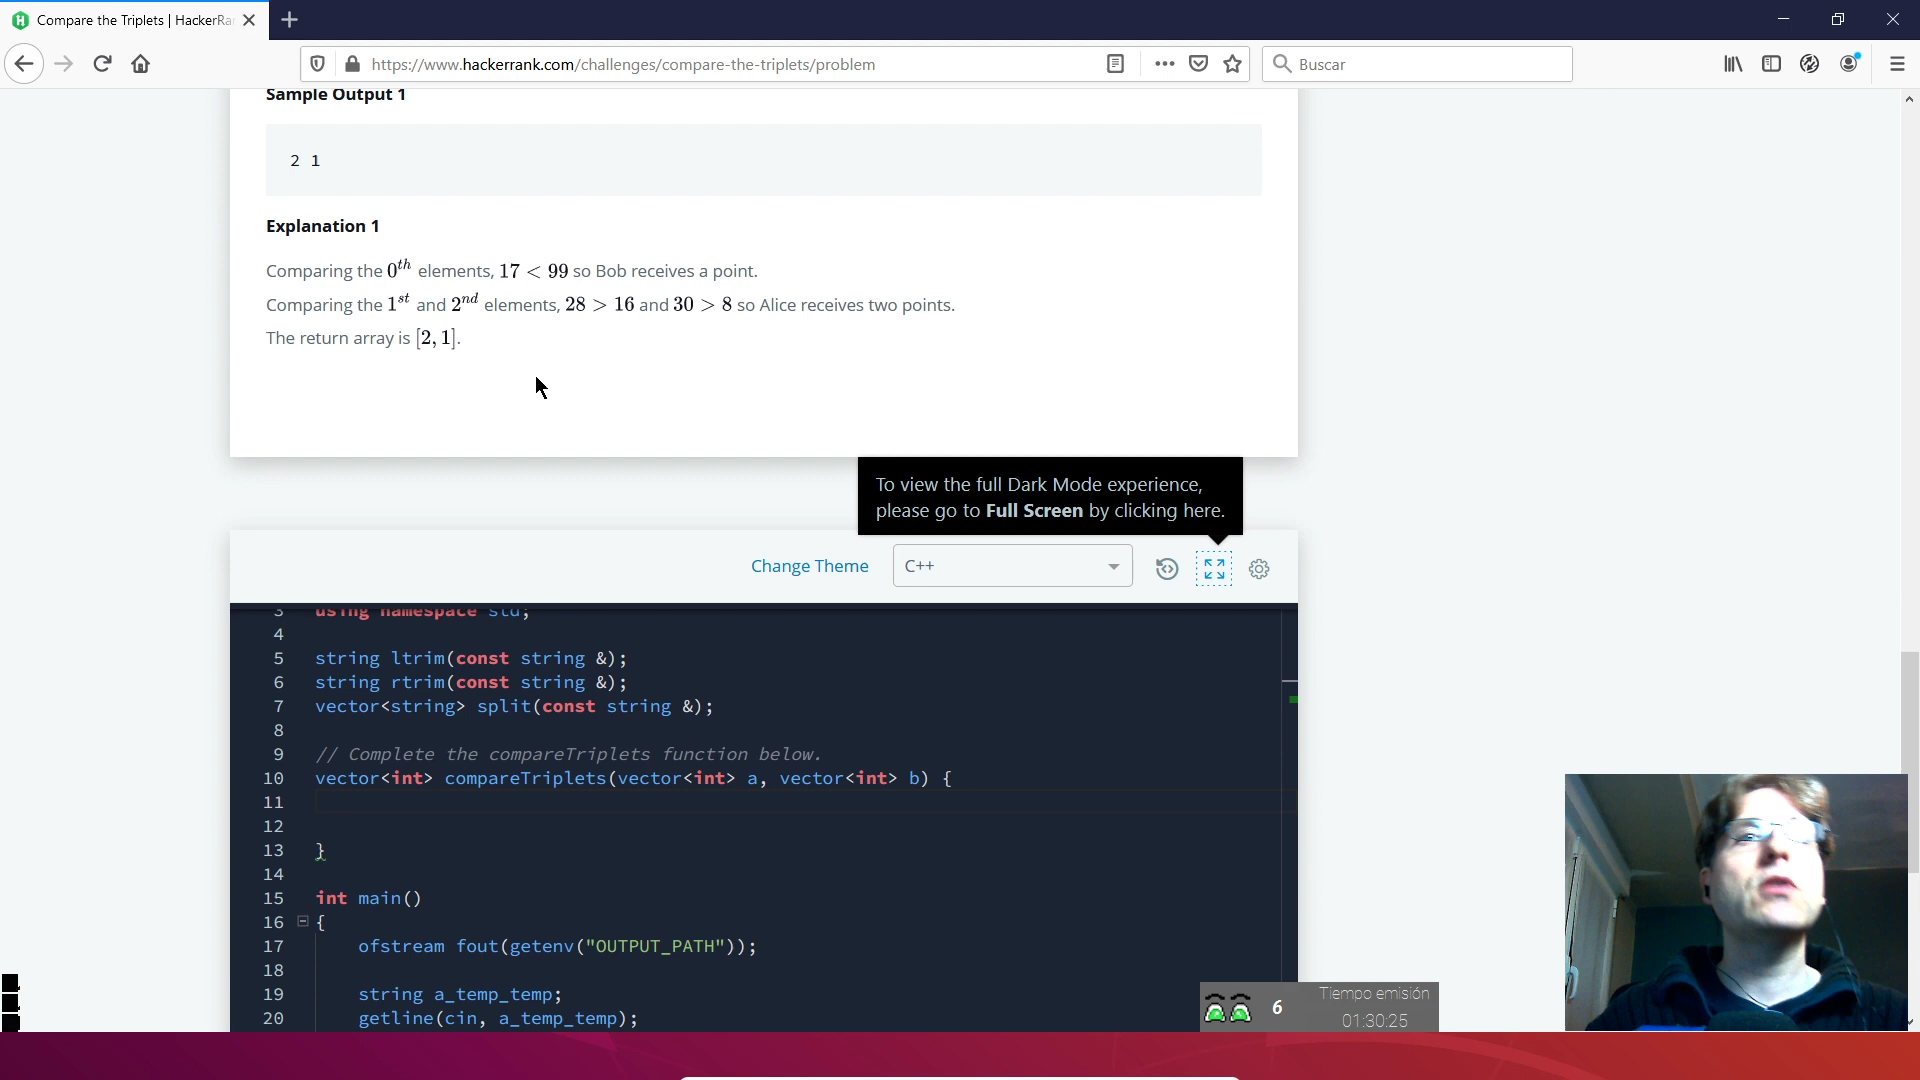 Compare the Triplets | HackerRa
https://www.hackerrank.com/challenges/compare-the-triplets/problem
Buscar
Sample Output 1
2 1
Explanation 1
Comparing the 0th elements, 17 < 99 so Bob receives a point.
Comparing the 1st and 2nd elements, 28 > 16 and 30 > 8 so Alice receives two points.
The return array is [2, 1].
To view the full Dark Mode experience,
please go to Full Screen by clicking here.
Change Theme
C++
3 using namespace std;
4
5 string ltrim(const string &);
6 string rtrim(const string &);
7 vector<string> split(const string &);
8
9 // Complete the compareTriplets function below.
10 vector<int> compareTriplets(vector<int> a, vector<int> b) {
11
12
13 }
14
15 int main()
16 {
17 ofstream fout(getenv("OUTPUT_PATH"));
18
19 string a_temp_temp;
20 getline(cin, a_temp_temp);
6
Tiempo emisión
01:30:25